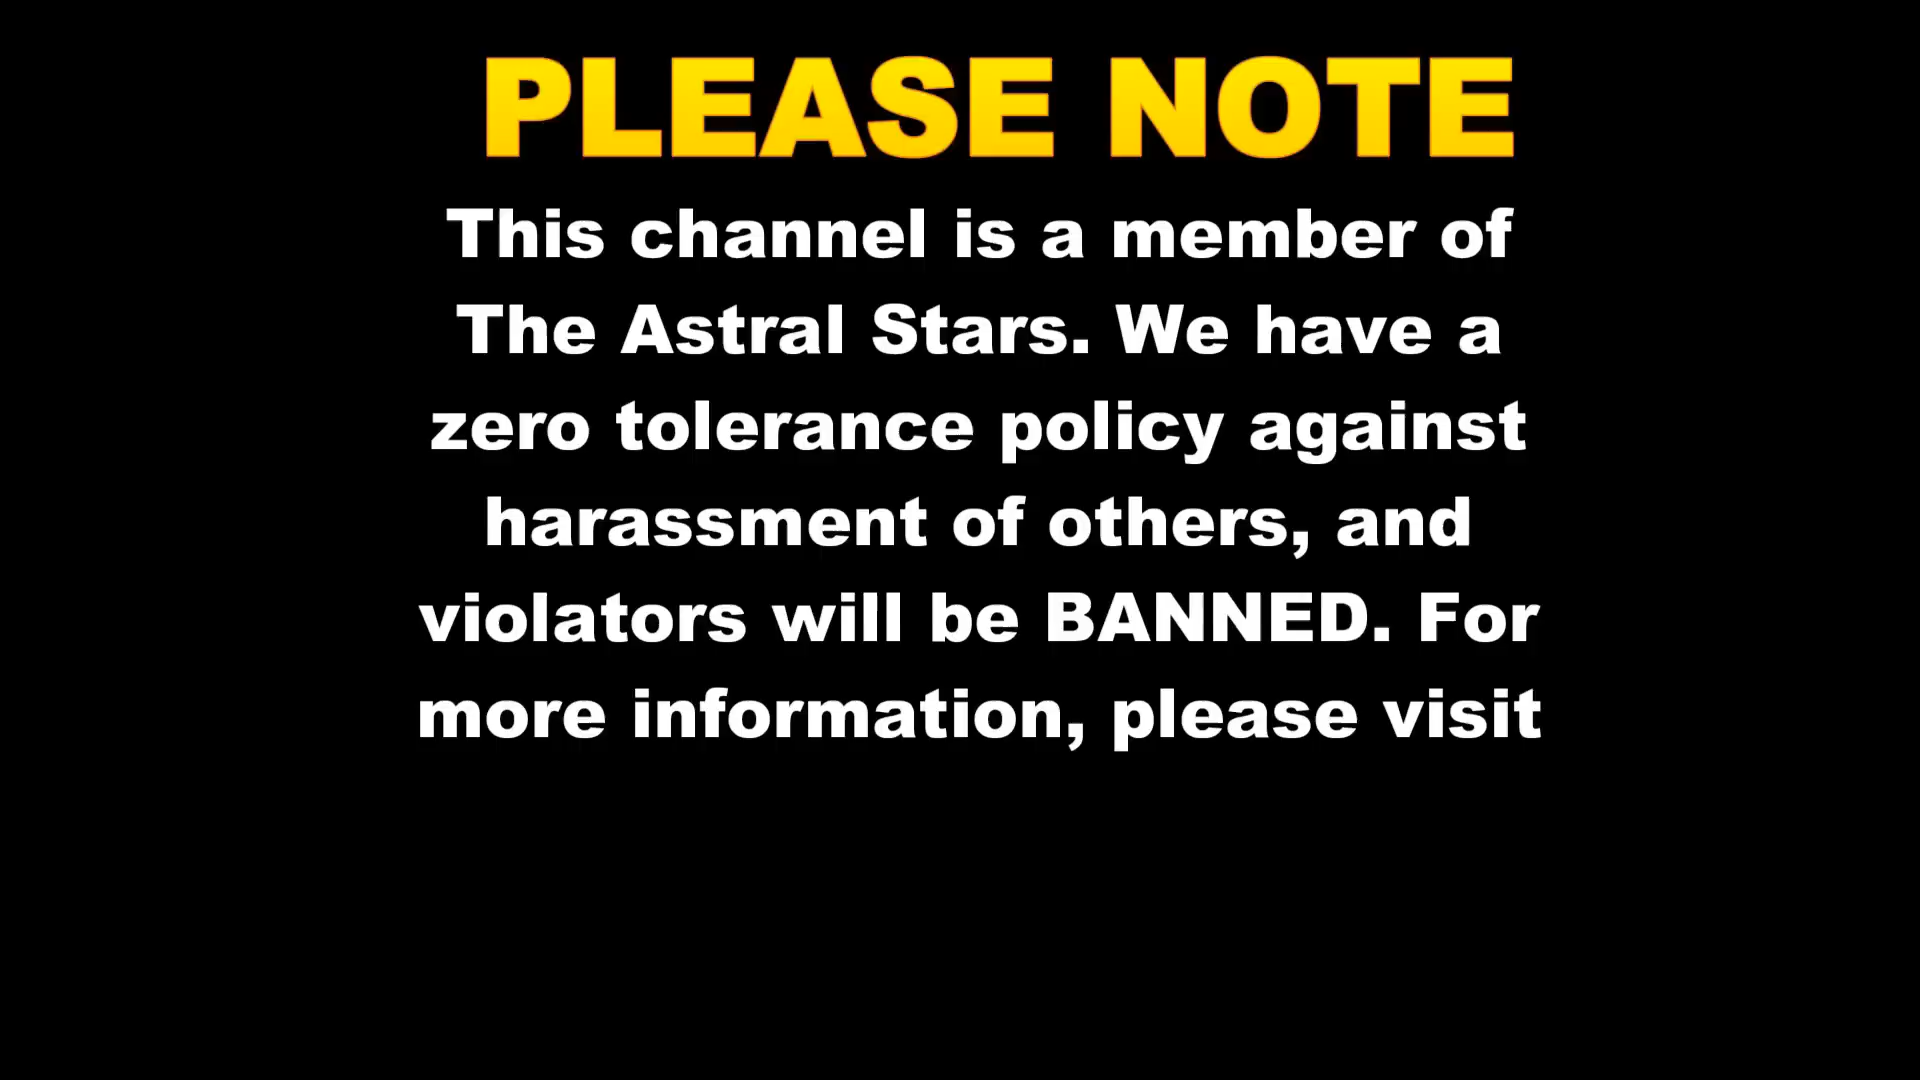 PLEASE NOTE
This channel is a member of
The Astral Stars. We have a
zero tolerance policy against
harassment of others, and
violators will be BANNED. For
more information, please visit